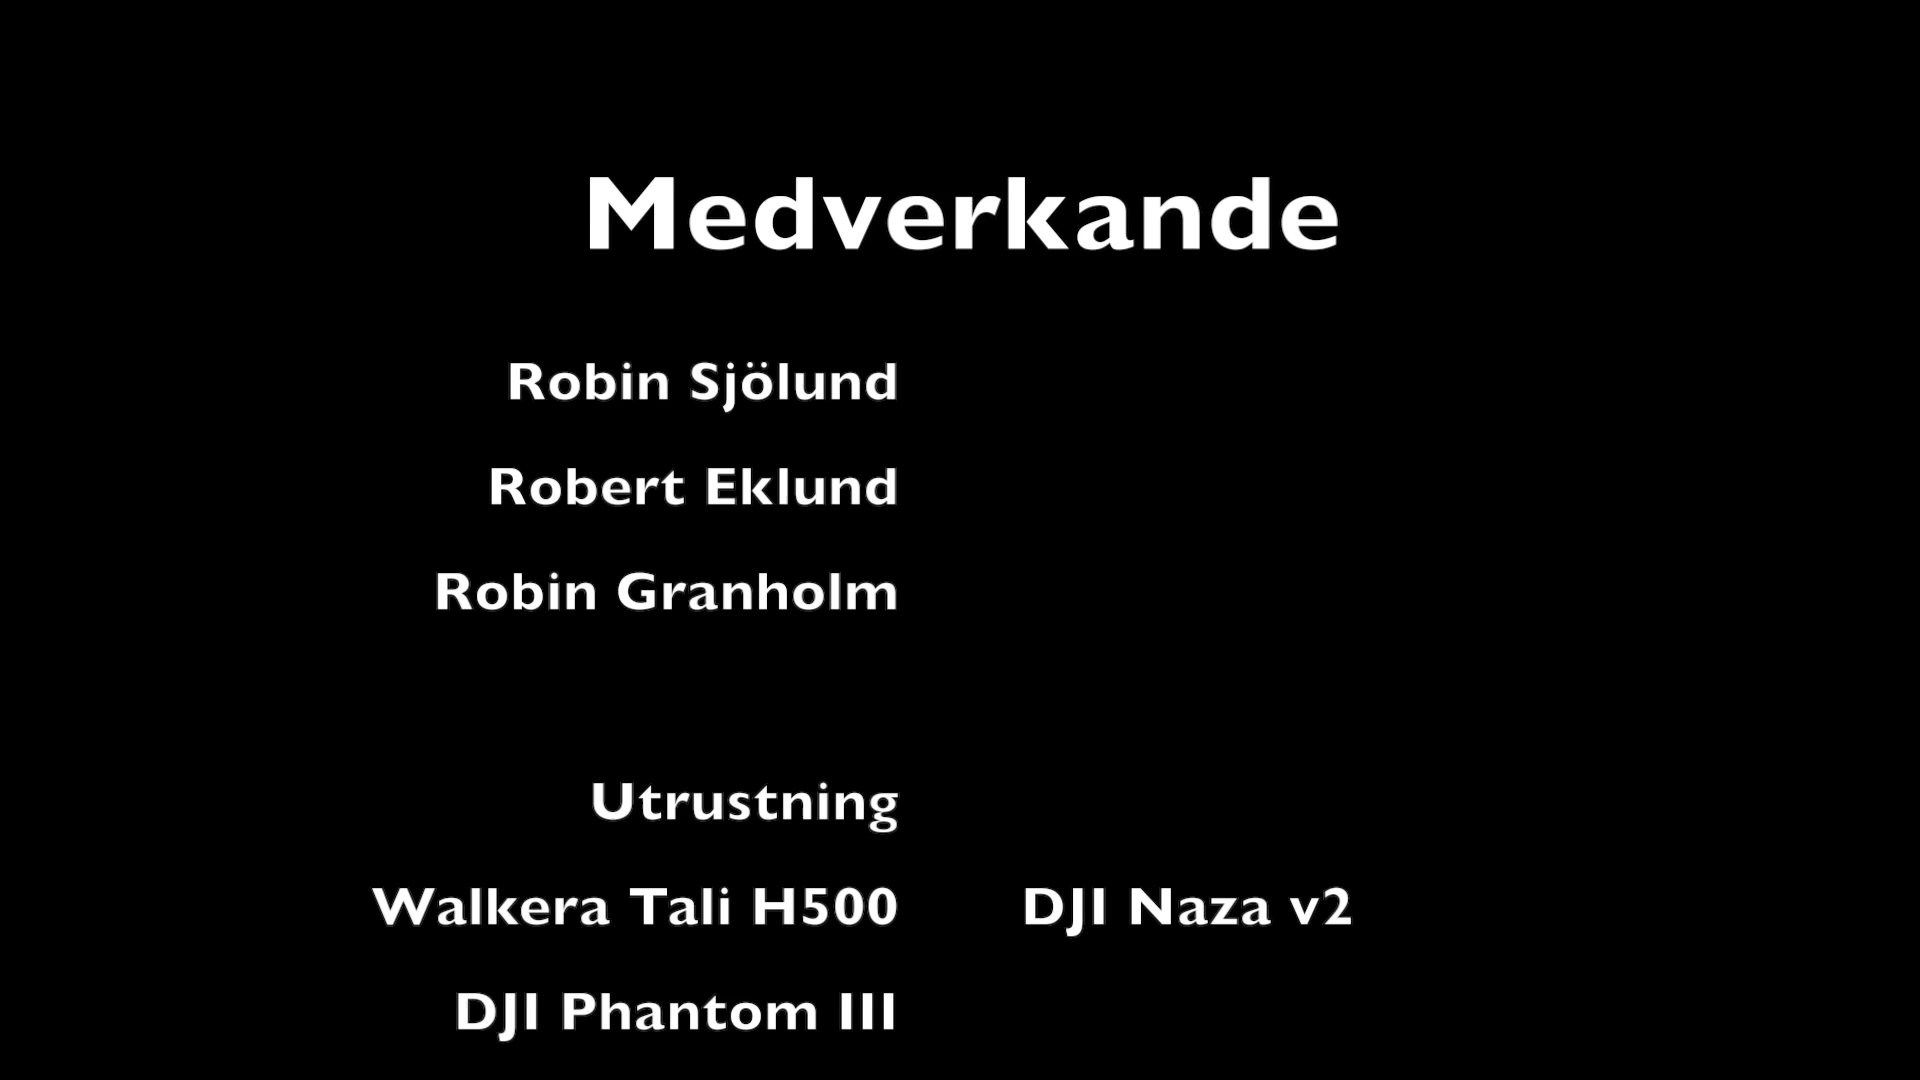 Medverkande
Robin Sjölund
Robert Eklund
Robin Granholm
Utrustning
Walkera Tali H500 DJI Naza v2
DJI Phantom III